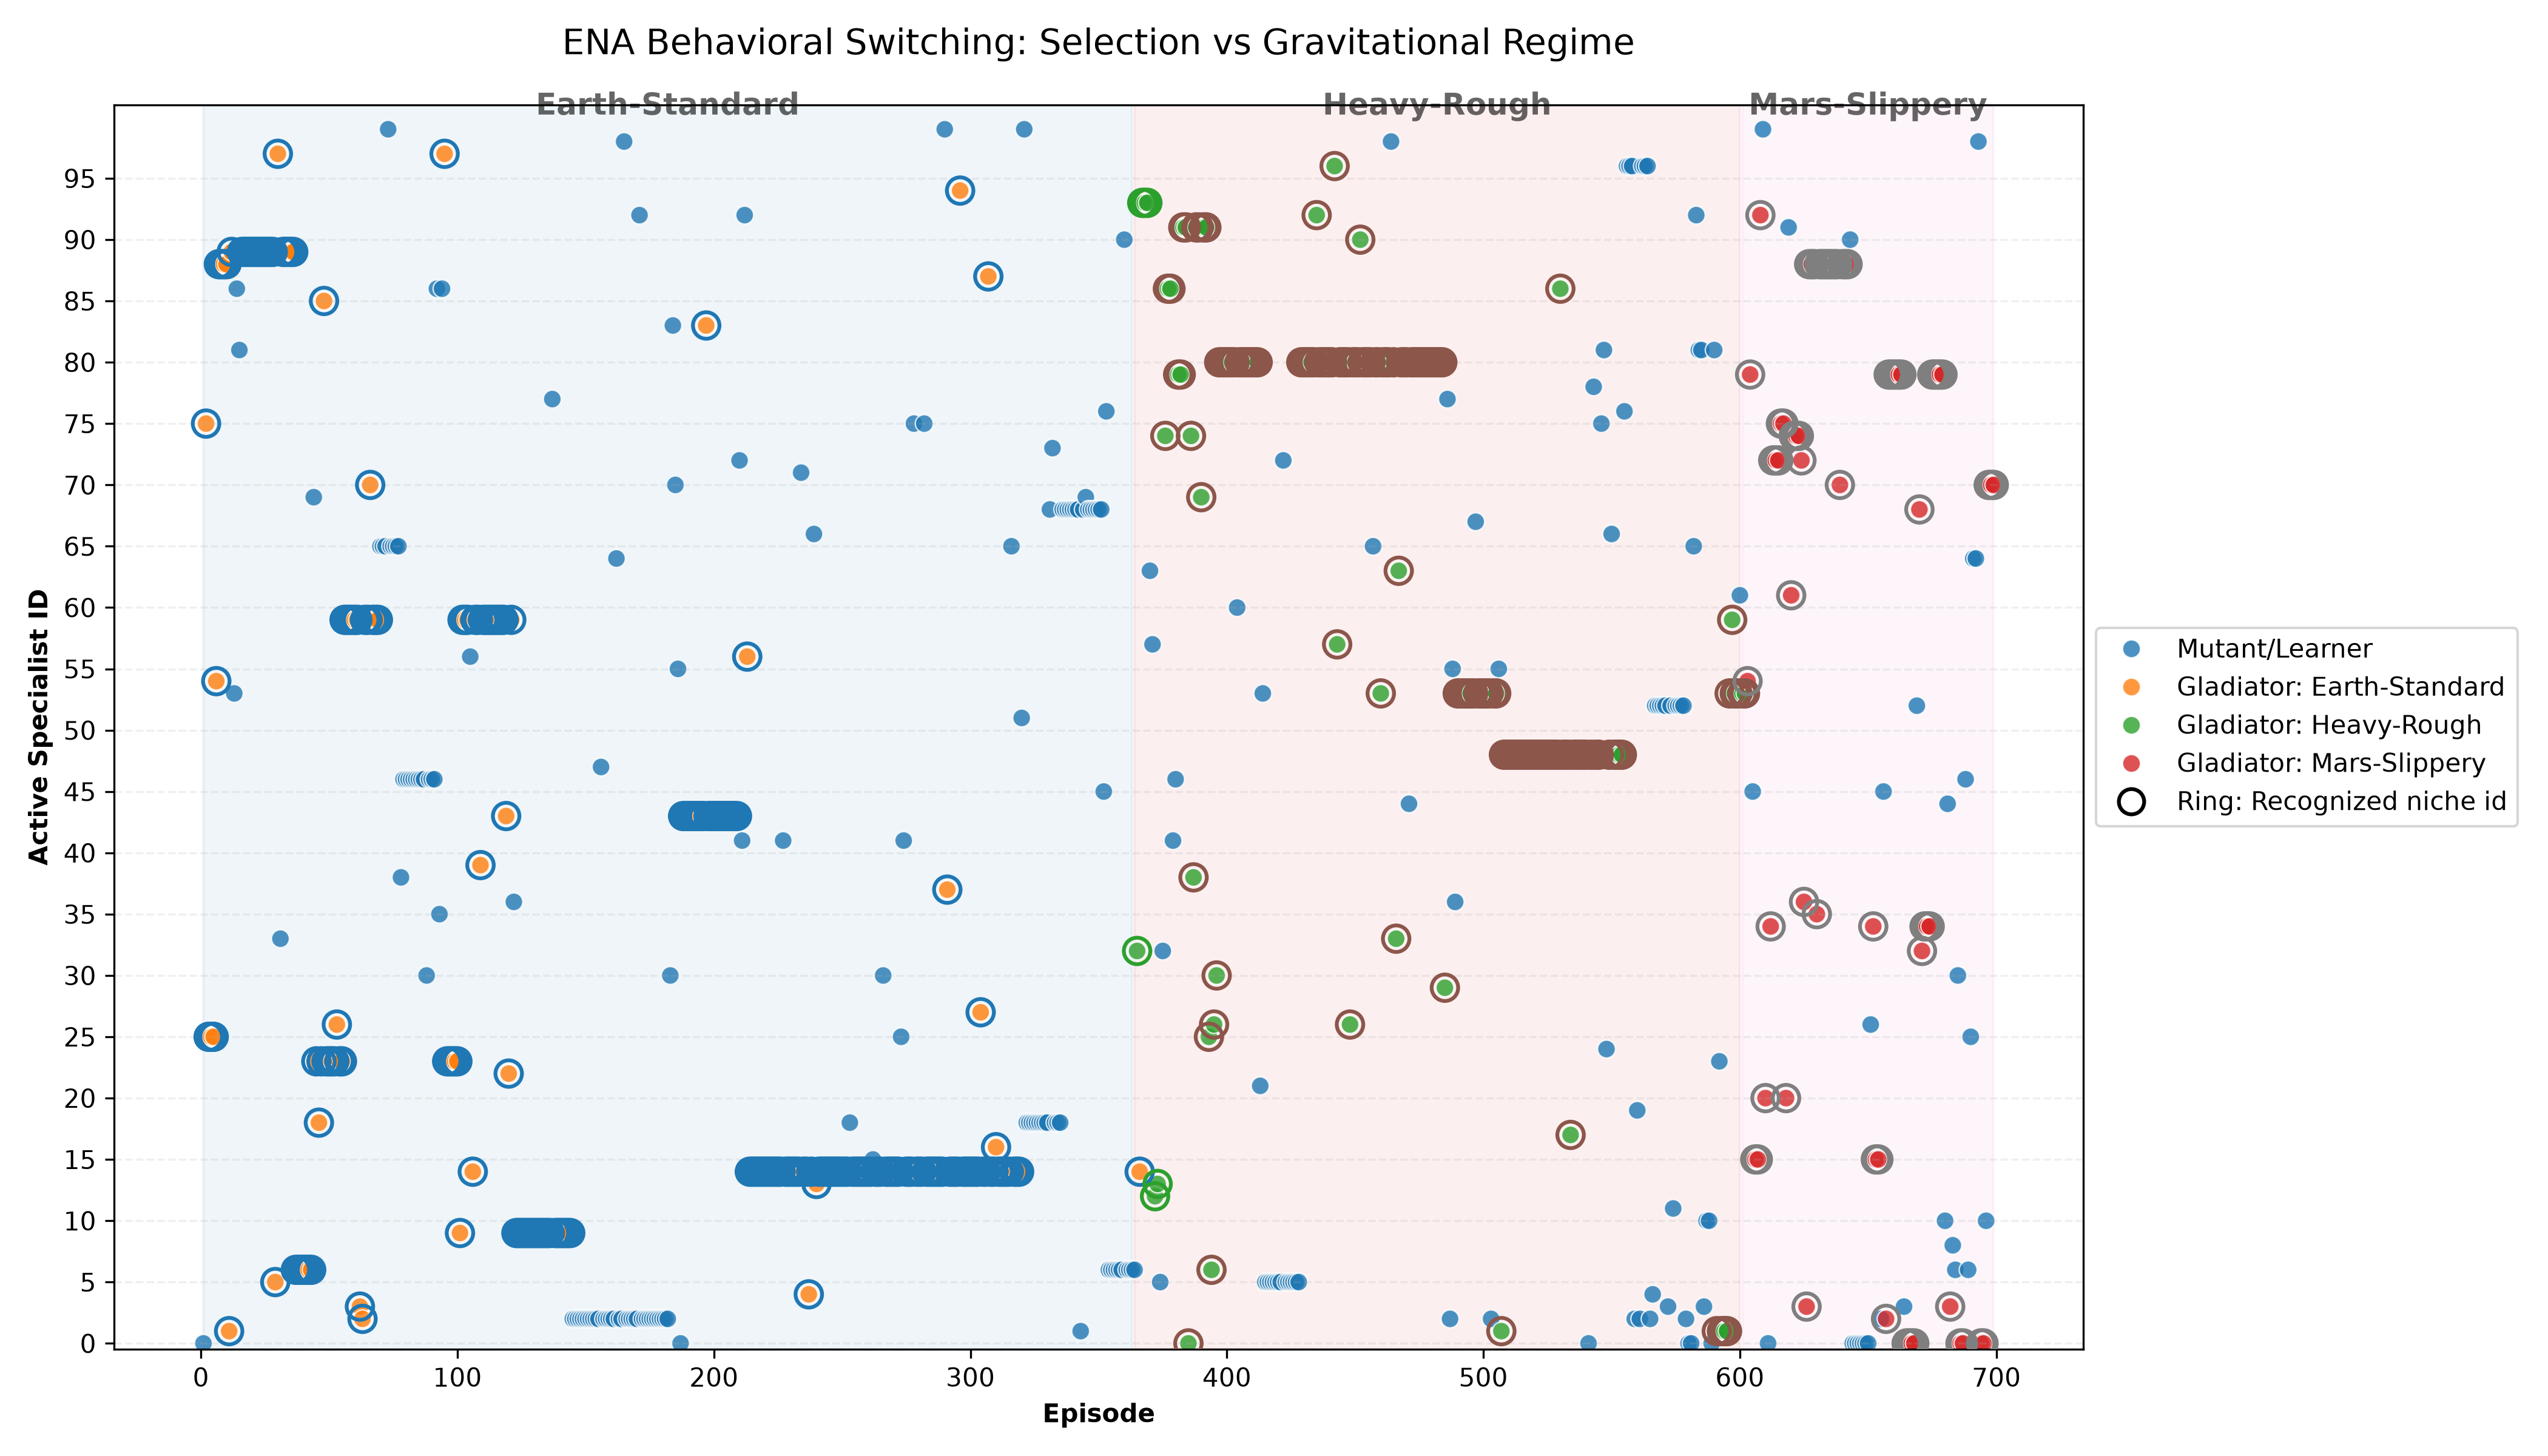 ENA Behavioral Switching: Selection vs Gravitational Regime
Earth-Standard
Heavy-Rough
Mars-Slippery
Active Specialist ID
95
90
85
80
75
70
65
60
55
50
45
40
35
30
25
20
15
10
5
0
0 100 200 300 400 500 600 700
Episode
Mutant/Learner
Gladiator: Earth-Standard
Gladiator: Heavy-Rough
Gladiator: Mars-Slippery
Ring: Recognized niche id